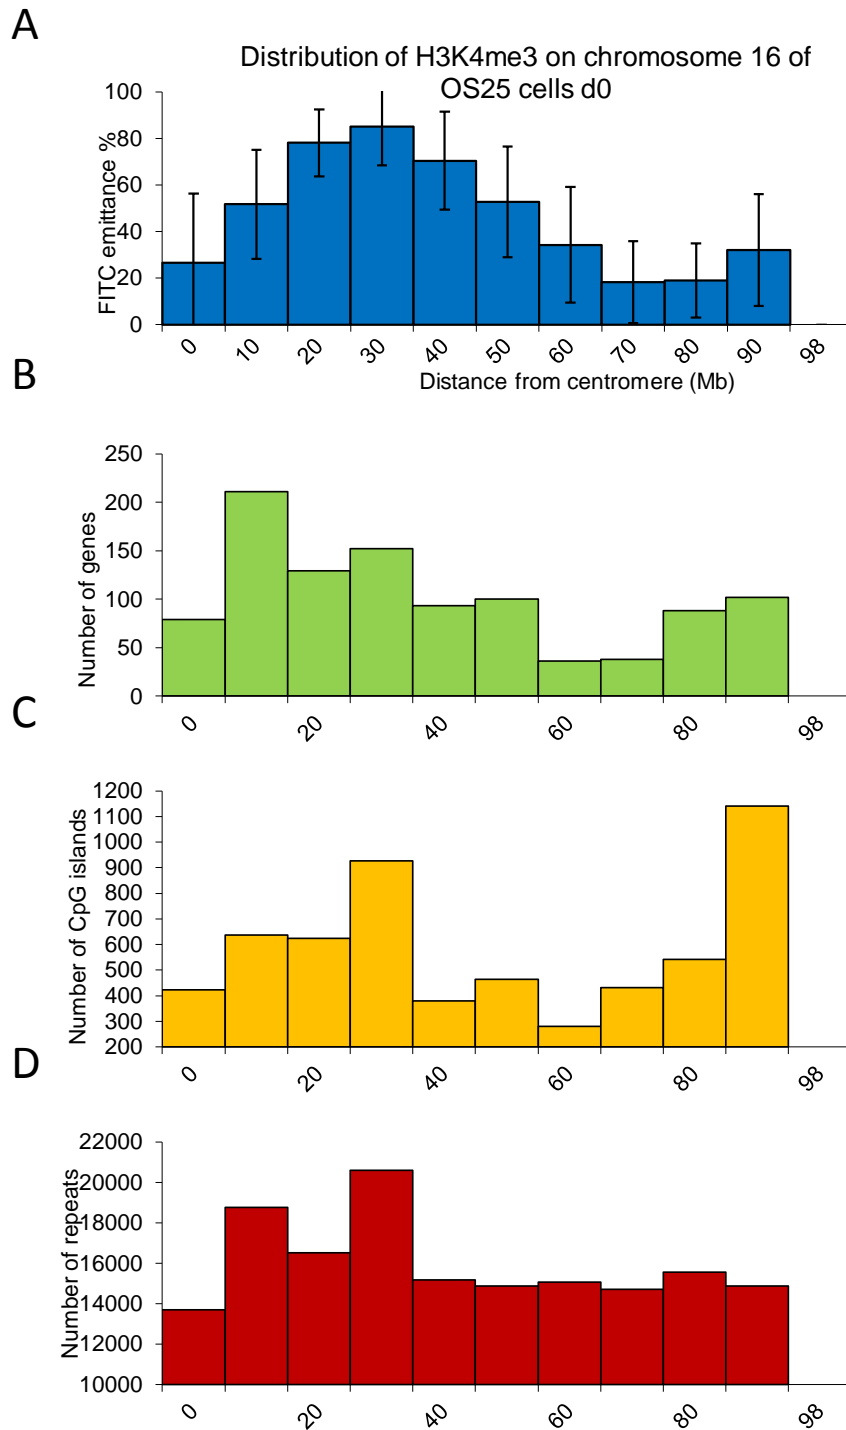 A
Distribution of H3K4me3 on chromosome 16 of
OS25 cells d0
FITC emittance %
100
80
60
40
20
0
0 10 20 30 40 50 60 70 80 90 98
Distance from centromere (Mb)
B
Number of genes
250
200
150
100
50
0
0 20 40 60 80 98
C
Number of CpG islands
1200
1100
1000
900
800
700
600
500
400
300
200
0 20 40 60 80 98
D
Number of repeats
22000
20000
18000
16000
14000
12000
10000
0 20 40 60 80 98